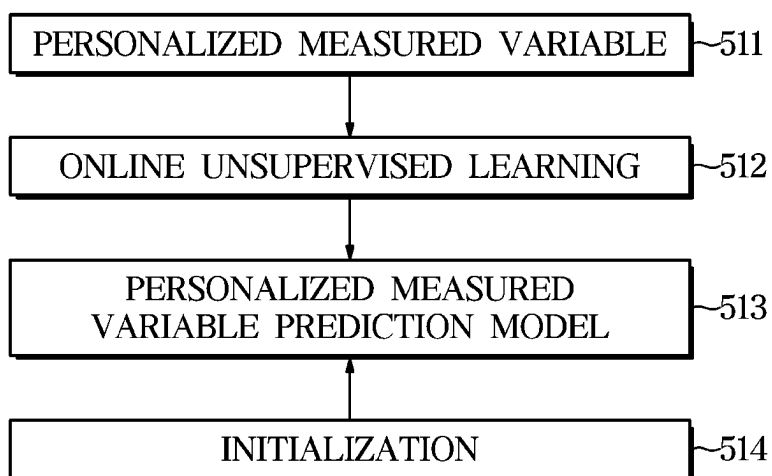 PERSONALIZED MEASURED VARIABLE ~511
ONLINE UNSUPERVISED LEARNING ~512
PERSONALIZED MEASURED
VARIABLE PREDICTION MODEL ~513
INITIALIZATION ~514